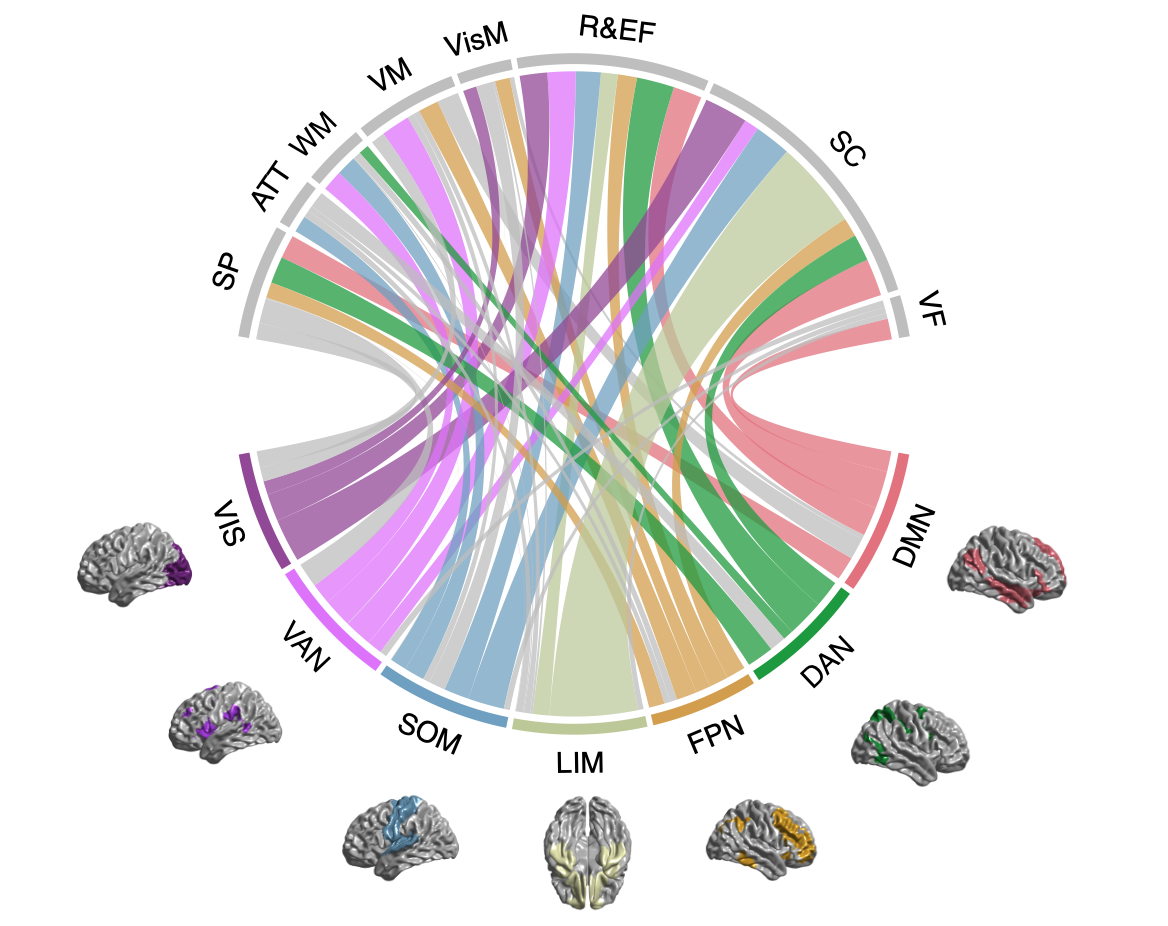 R&EF
VisM
VM
WM
ATT
SP
SC
VF
VIS
VAN
SOM
LIM
FPN
DAN
DMN